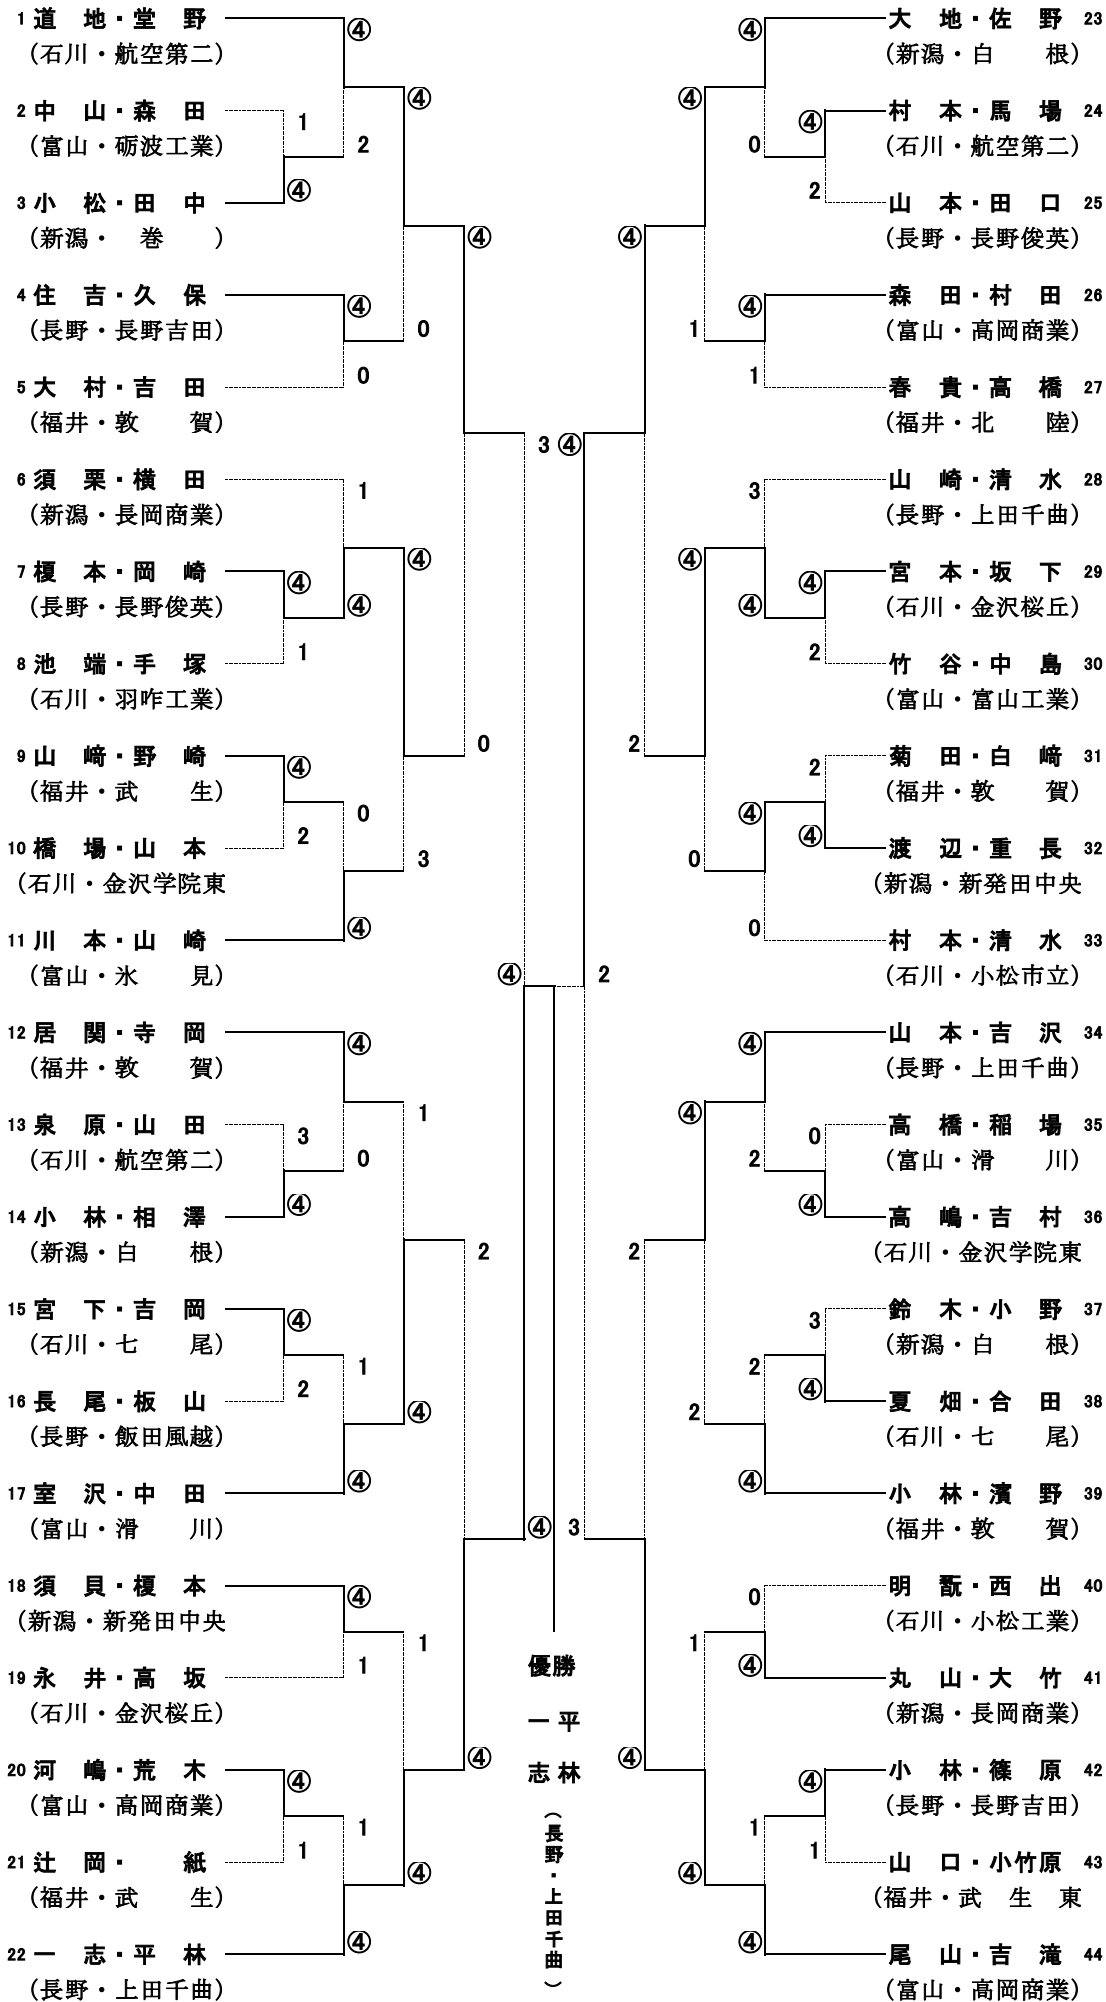 1 道 地・堂 野
(石川・航空第二)
④
2 中 山・森 田
(富山・砺波工業)
1
④
2
3 小 松・田 中
(新潟・ 巻 )
④
④
4 住 吉・久 保
(長野・長野吉田)
④
0
5 大 村・吉 田
(福井・敦 賀)
0
6 須 栗・横 田
(新潟・長岡商業)
1
7 榎 本・岡 崎
(長野・長野俊英)
④
④
④
8 池 端・手 塚
(石川・羽咋工業)
1
0
9 山 﨑・野 崎
(福井・武 生)
④
0
10 橋 場・山 本
(石川・金沢学院東
2
3
11 川 本・山 崎
(富山・氷 見)
④
12 居 関・寺 岡
(福井・敦 賀)
④
1
13 泉 原・山 田
(石川・航空第二)
3
0
14 小 林・相 澤
(新潟・白 根)
④
2
15 宮 下・吉 岡
(石川・七 尾)
④
1
16 長 尾・板 山
(長野・飯田風越)
2
④
17 室 沢・中 田
(富山・滑 川)
④
18 須 貝・榎 本
(新潟・新発田中央
④
1
19 永 井・高 坂
(石川・金沢桜丘)
1
④
20 河 嶋・荒 木
(富山・高岡商業)
④
1
21 辻 岡・ 紙
(福井・武 生)
1
④
22 一 志・平 林
(長野・上田千曲)
④
3 ④
④ 2
④ 3
優勝
一 平
志 林
(長野・上田千曲)
大 地・佐 野 23
(新潟・白 根)
④
④
村 本・馬 場 24
(石川・航空第二)
④
0
山 本・田 口 25
(長野・長野俊英)
2
④
森 田・村 田 26
(富山・高岡商業)
④
1
春 貴・高 橋 27
(福井・北 陸)
1
山 崎・清 水 28
(長野・上田千曲)
3
④
宮 本・坂 下 29
(石川・金沢桜丘)
④
④
竹 谷・中 島 30
(富山・富山工業)
2
2
菊 田・白 﨑 31
(福井・敦 賀)
2
④
渡 辺・重 長 32
(新潟・新発田中央
④
0
村 本・清 水 33
(石川・小松市立)
0
山 本・吉 沢 34
(長野・上田千曲)
④
④
高 橋・稲 場 35
(富山・滑 川)
0
2
高 嶋・吉 村 36
(石川・金沢学院東
④
2
鈴 木・小 野 37
(新潟・白 根)
3
2
夏 畑・合 田 38
(石川・七 尾)
④
2
小 林・濱 野 39
(福井・敦 賀)
④
明 翫・西 出 40
(石川・小松工業)
0
1
丸 山・大 竹 41
(新潟・長岡商業)
④
④
小 林・篠 原 42
(長野・長野吉田)
④
1
山 口・小竹原 43
(福井・武 生 東
1
④
尾 山・吉 滝 44
(富山・高岡商業)
④